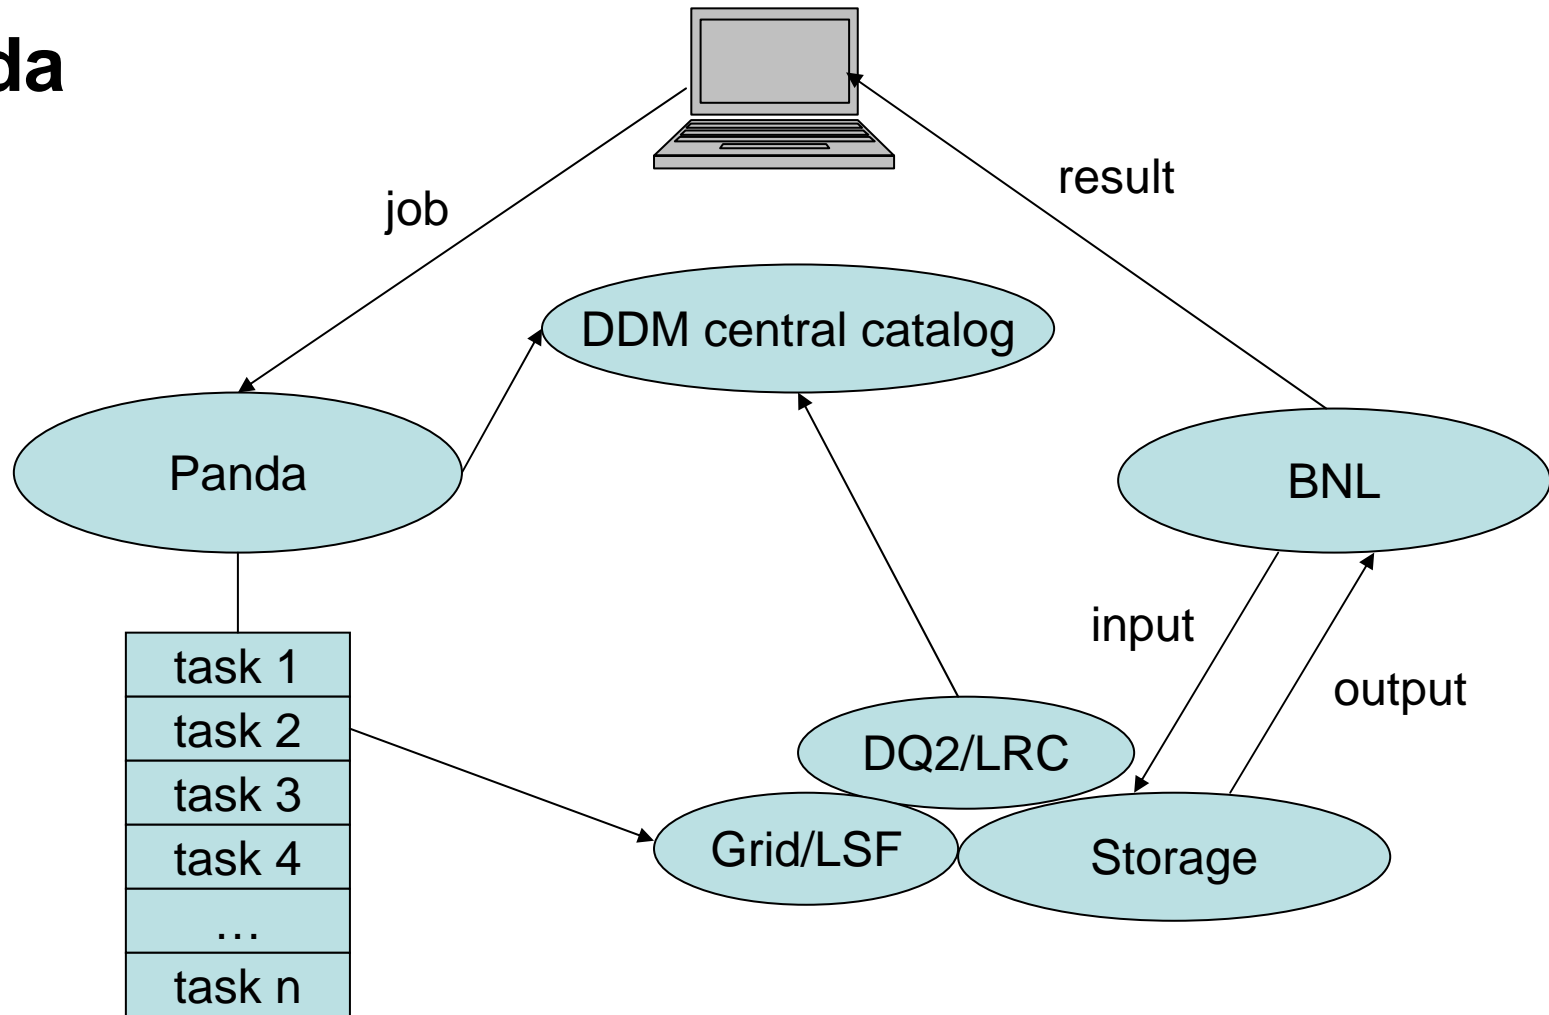 da
job
result
DDM central catalog
Panda
BNL
input
output
task 1
task 2
task 3
task 4
…
task n
DQ2/LRC
Grid/LSF
Storage